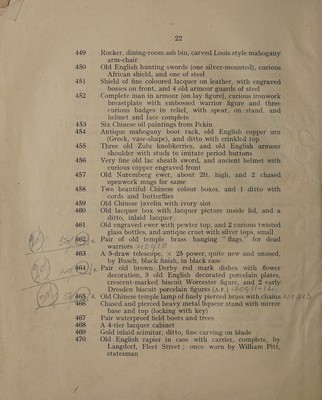 22
449 Rocker, dining-room ash bin, carved Louis style mahogany
arm-chair
450 Old English hunting swords (one silver-mounted), curious
African shield, and one of steel
451 Shield of fine coloured lacquer on leather, with engraved
bosses on front, and 4 old armour guards of steel
452 Complete man in armour (on lay figure), curious ironwork
breastplate with embossed warrior figure and three
curious badges in relief, with spear, on stand, and
helmet and face complete
453 Six Chinese oil paintings from Pekin
454 Antique mahogany boot rack, old English copper urn
(Greek, vase-shape), and ditto with crinkled top
455 Three old Zulu knobkerries, and old English armour
shoulder with studs to imitate period buttons
456 Very fine old lac sheath sword, and ancient helmet with
curious copper engraved front
457 Old Nuremberg ewer, about 2ft. high, and 2 chased
openwork mugs for same
458 Two beautiful Chinese colour boxes, and 1 ditto with
cords and butterflies
459 Old Chinese javelin with ivory slot
460 Old lacquer box with lacquer picture inside lid, and a
ditto, inlaid lacquer
461 Old engraved ewer with pewter top, and 2 curious twisted
glass bottles, and antique cruet with silver tops, small
462 Pair of old temple brass hanging "flags" for dead
warriors
463 A 5-draw telescope, × 25 power, quite new and unused,
by Busch, black finish, in case
464 Pair old brown Derby red mark dishes with flower
decoration, 3 old English decorated porcelain plates,
crescent-marked biscuit Worcester figure, and 2 early
Dresden biscuit porcelain figures (A.F.)
465 Old Chinese temple lamp of finely pierced brass with chains
466 Chased and pierced heavy metal liqueur stand with mirror
base and top (locking with key)
467 Pair waterproof field boots and trees
468 A 4-tier lacquer cabinet
469 Gold inlaid scimitar, ditto, fine carving on blade
470 Old English rapier in case with carrier, complete, by
Langdorf, Fleet Street; once worn by William Pitt,
statesman